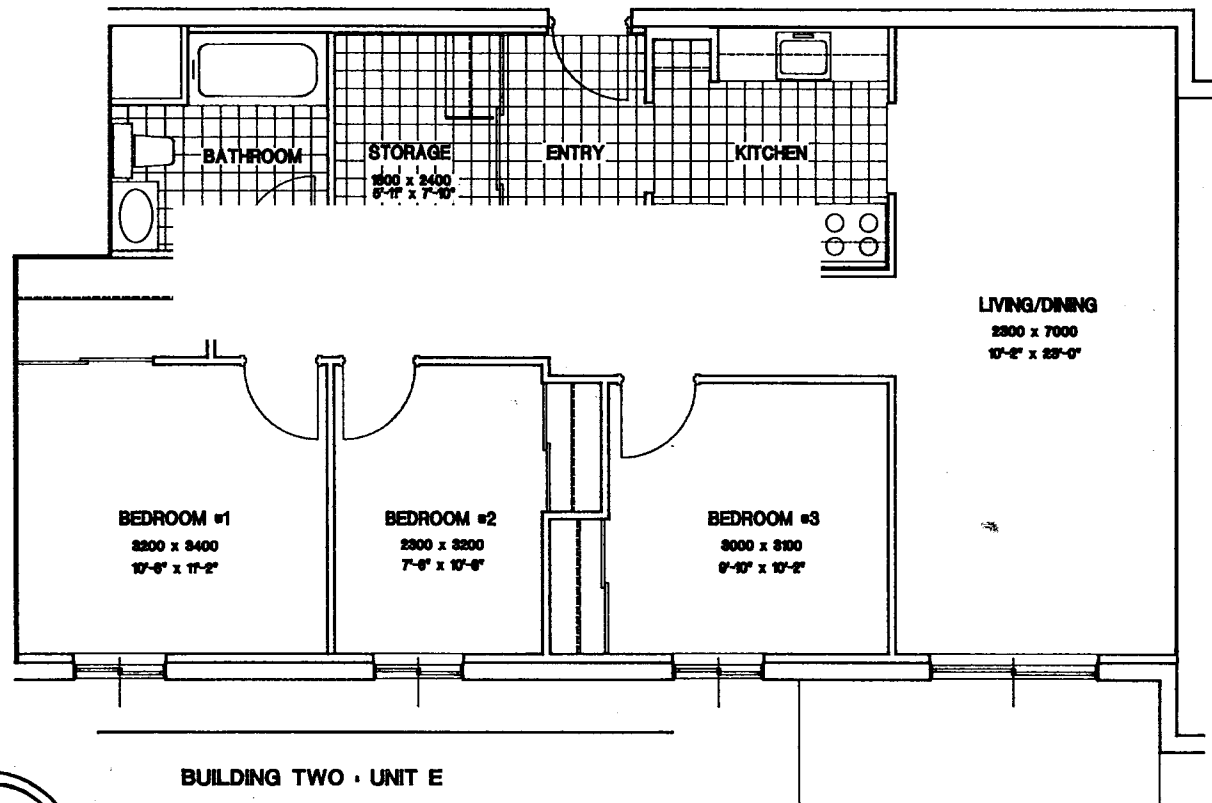 BATHROOM
STORAGE
1800 x 2400
5'-11" x 7'-10"
ENTRY
KITCHEN
LIVING/DINING
2300 x 7000
10'-2" x 23'-0"
BEDROOM #1
3200 x 3400
10'-6" x 11'-2"
BEDROOM #2
2300 x 3200
7'-6" x 10'-6"
BEDROOM #3
3000 x 3100
9'-10" x 10'-2"
BUILDING TWO · UNIT E